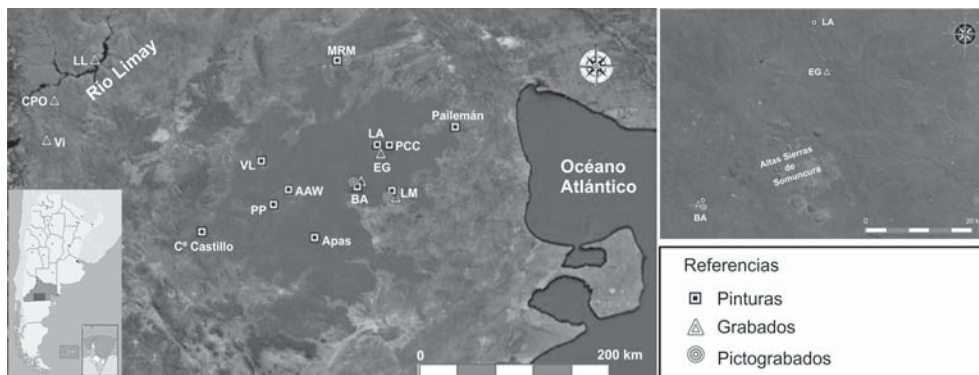 LL
Río Limay
CPO
Vi
MRM
Pailemán
LA
PCC
EG
VL
AAW
BA
LM
PP
Cº Castillo
Apas
Océano
Atlántico
0
200 km
LA
EG
Altas Sierras
de
Somuncura
BA
0
20 k
Referencias
Pinturas
Grabados
Pictograbados